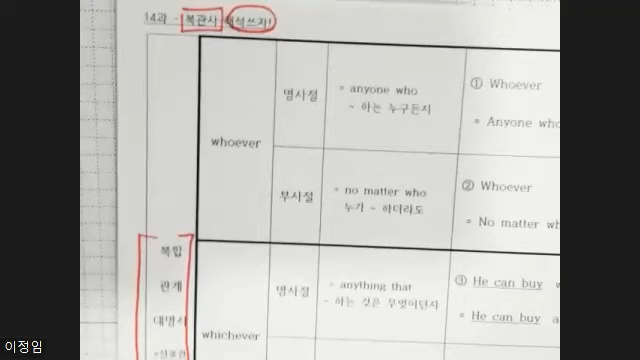 14과 - 복관사 해석쓰자!
whoever
명사절
= anyone who
~ 하는 누구든지
① Whoever
= Anyone who
부사절
= no matter who
누가 ~ 하더라도
② Whoever
= No matter wh
복합
관계
대명사
whichever
명사절
= anything that
~ 하는 것은 무엇이던지
③ He can buy w
= He can buy a
이정임